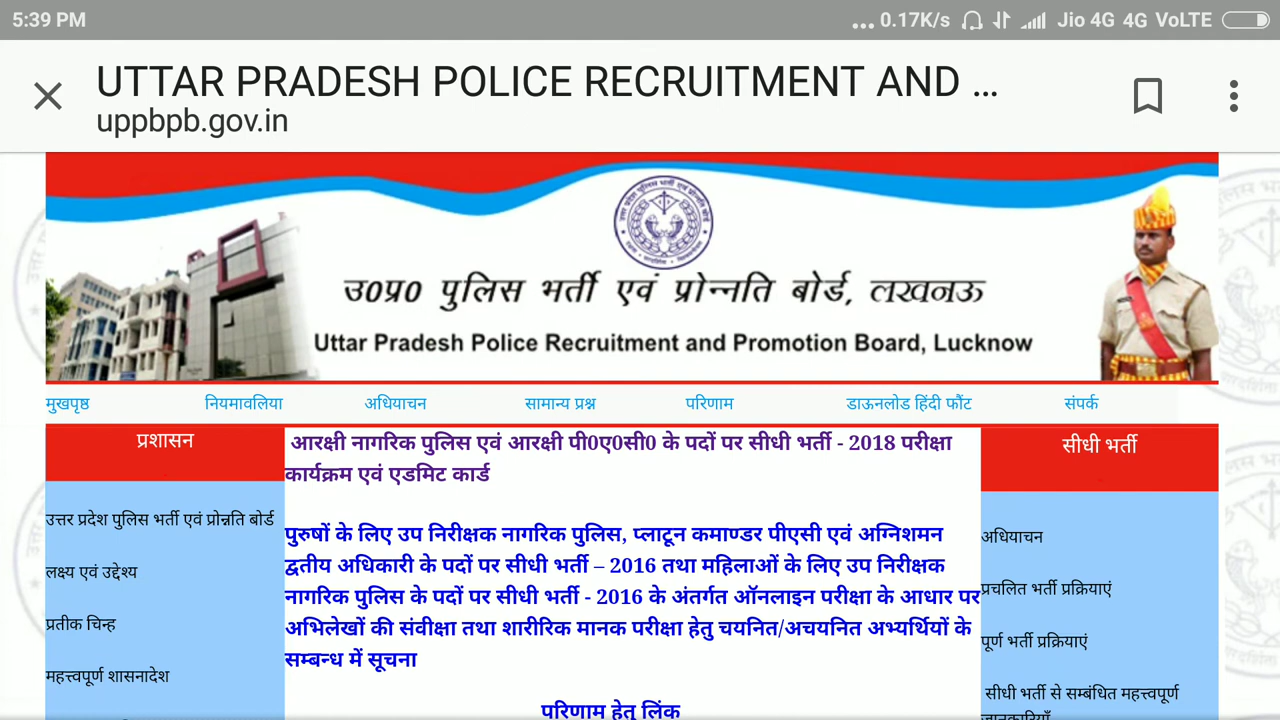 5:39 PM
... 0.17K/s Jio 4G 4G VoLTE
UTTAR PRADESH POLICE RECRUITMENT AND ...
uppbpb.gov.in
उ0प्र0 पुलिस भर्ती एवं प्रोन्नति बोर्ड, लखनऊ
Uttar Pradesh Police Recruitment and Promotion Board, Lucknow
मुखपृष्ठ नियमावलिया अधियाचन सामान्य प्रश्न परिणाम डाऊनलोड हिंदी फौंट संपर्क
प्रशासन
उत्तर प्रदेश पुलिस भर्ती एवं प्रोन्नति बोर्ड
लक्ष्य एवं उद्देश्य
प्रतीक चिन्ह
महत्त्वपूर्ण शासनादेश
आरक्षी नागरिक पुलिस एवं आरक्षी पी0ए0सी0 के पदों पर सीधी भर्ती - 2018 परीक्षा
कार्यक्रम एवं एडमिट कार्ड
पुरुषों के लिए उप निरीक्षक नागरिक पुलिस, प्लाटून कमाण्डर पीएसी एवं अग्निशमन
द्वतीय अधिकारी के पदों पर सीधी भर्ती – 2016 तथा महिलाओं के लिए उप निरीक्षक
नागरिक पुलिस के पदों पर सीधी भर्ती - 2016 के अंतर्गत ऑनलाइन परीक्षा के आधार पर
अभिलेखों की संवीक्षा तथा शारीरिक मानक परीक्षा हेतु चयनित/अचयनित अभ्यर्थियों के
सम्बन्ध में सूचना
परिणाम हेतु लिंक
सीधी भर्ती
अधियाचन
प्रचलित भर्ती प्रक्रियाएं
पूर्ण भर्ती प्रक्रियाएं
सीधी भर्ती से सम्बंधित महत्त्वपूर्ण
जानकारियाँ